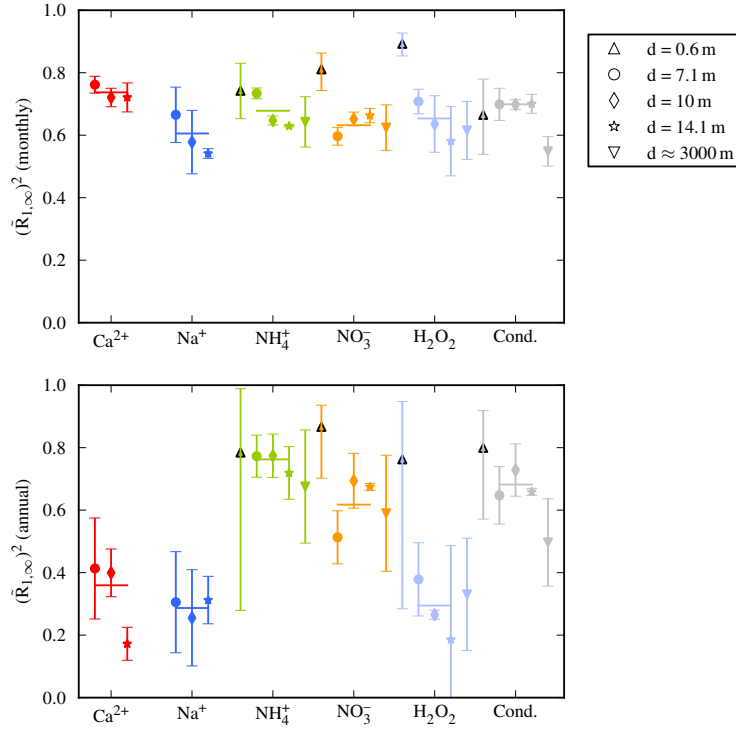 (R̃₁,∞)² (monthly)
1.0
0.8
0.6
0.4
0.2
0.0
Ca²⁺ Na⁺ NH₄⁺ NO₃⁻ H₂O₂ Cond.
d = 0.6 m
d = 7.1 m
d = 10 m
d = 14.1 m
d ≈ 3000 m
(R̃₁,∞)² (annual)
1.0
0.8
0.6
0.4
0.2
0.0
Ca²⁺ Na⁺ NH₄⁺ NO₃⁻ H₂O₂ Cond.